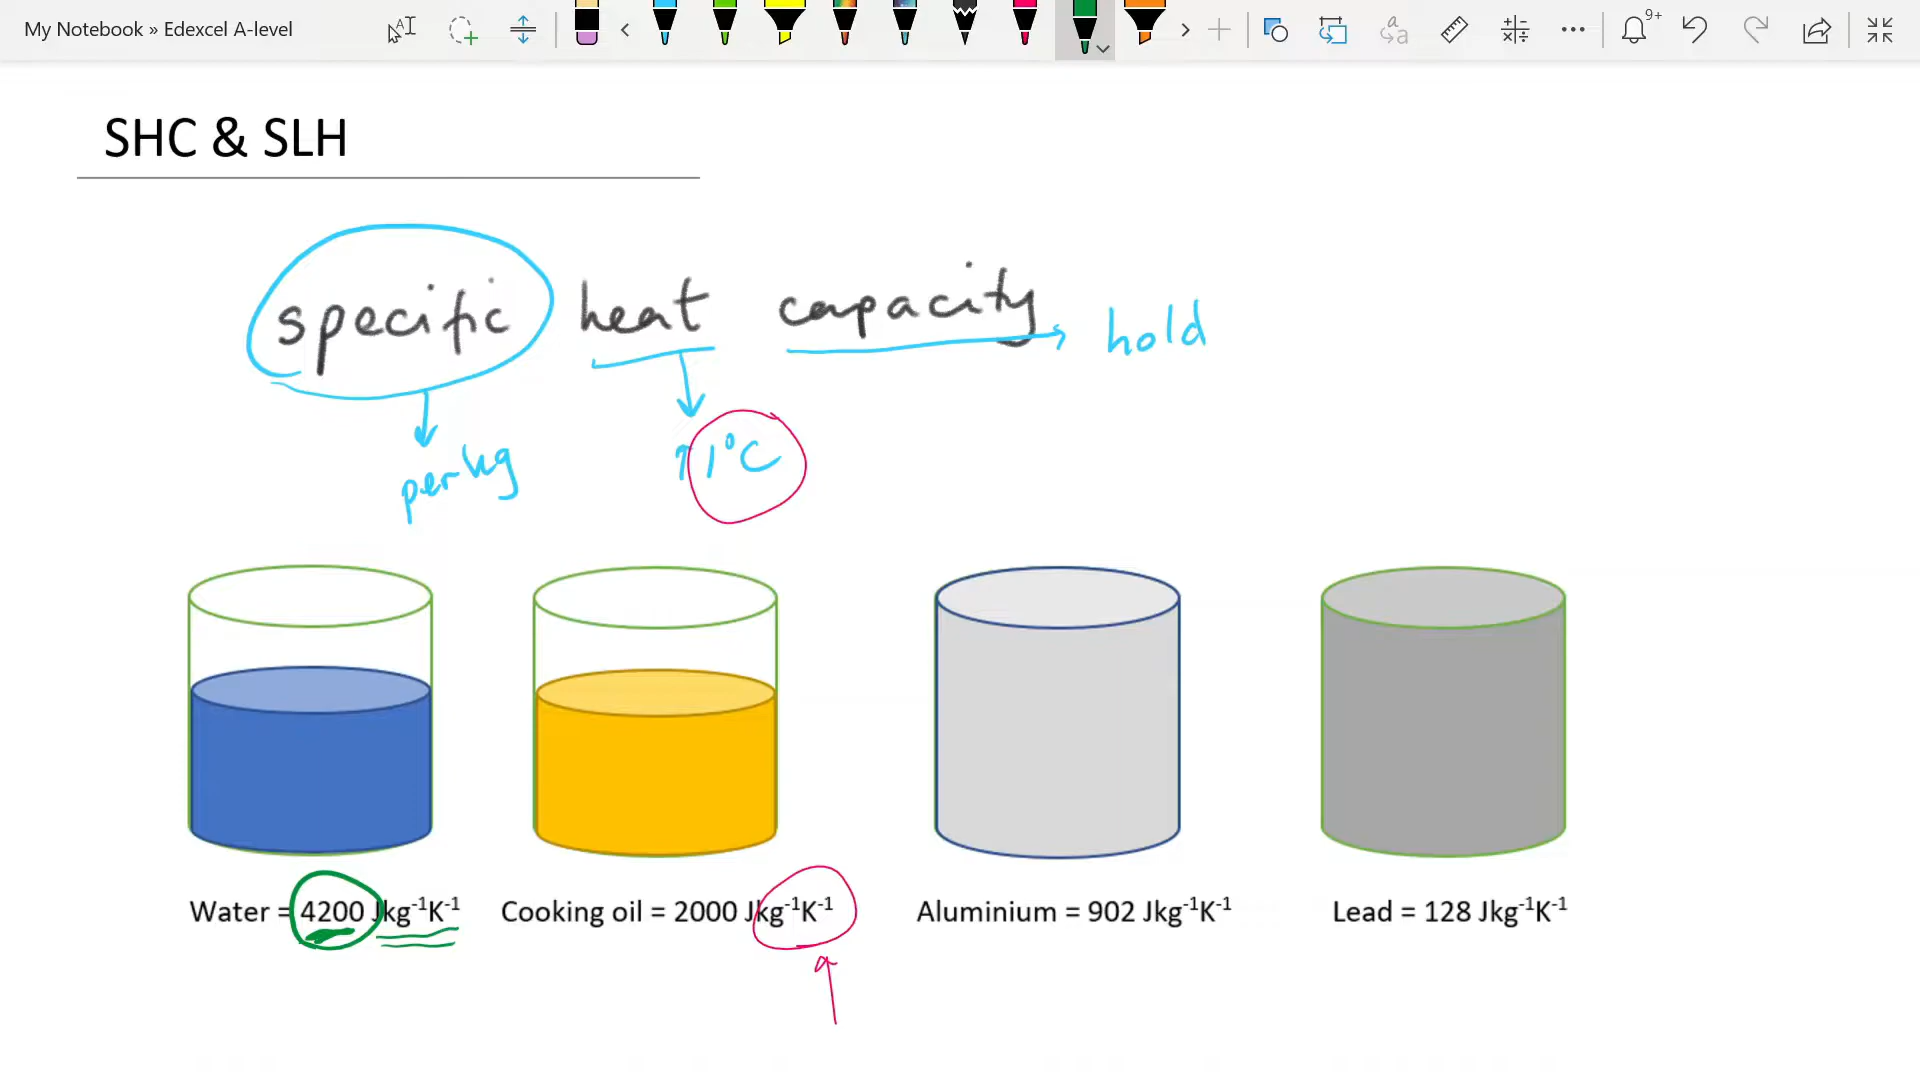 My Notebook » Edexcel A-level
9+
SHC & SLH
specific heat capacity
hold
per kg
↑1°C
Water = 4200 Jkg⁻¹K⁻¹
Cooking oil = 2000 Jkg⁻¹K⁻¹
Aluminium = 902 Jkg⁻¹K⁻¹
Lead = 128 Jkg⁻¹K⁻¹